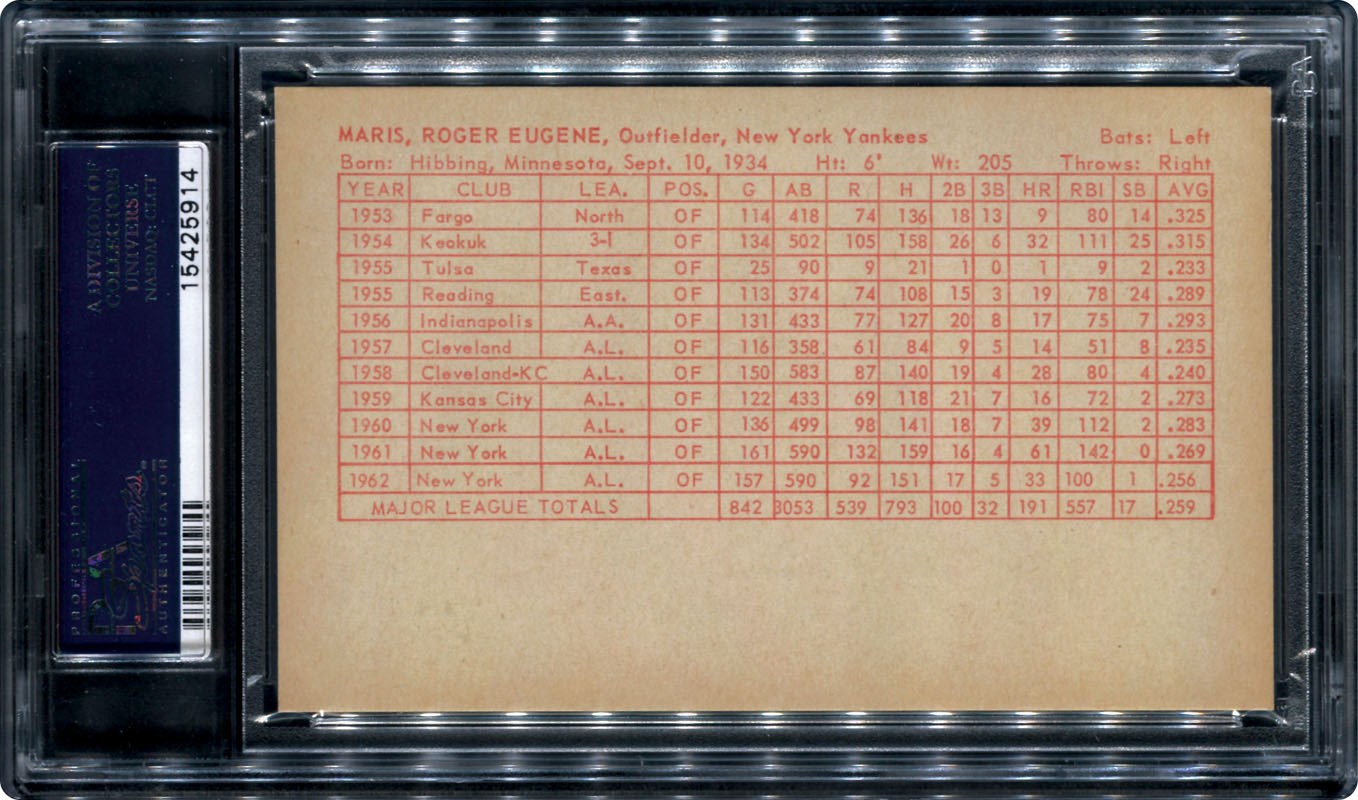 MARIS, ROGER EUGENE, Outfielder, New York Yankees Bats: Left
Born: Hibbing, Minnesota, Sept. 10, 1934 Ht: 6' Wt: 205 Throws: Right
YEAR CLUB LEA. POS. G AB R H 2B 3B HR RBI SB AVG
1953 Fargo North OF 114 418 74 136 18 13 9 80 14 .325
1954 Keokuk 3-I OF 134 502 105 158 26 6 32 111 25 .315
1955 Tulsa Texas OF 25 90 9 21 1 0 1 9 2 .233
1955 Reading East. OF 113 374 74 108 15 3 19 78 24 .289
1956 Indianapolis A.A. OF 131 433 77 127 20 8 17 75 7 .293
1957 Cleveland A.L. OF 116 358 61 84 9 5 14 51 8 .235
1958 Cleveland-KC A.L. OF 150 583 87 140 19 4 28 80 4 .240
1959 Kansas City A.L. OF 122 433 69 118 21 7 16 72 2 .273
1960 New York A.L. OF 136 499 98 141 18 7 39 112 2 .283
1961 New York A.L. OF 161 590 132 159 16 4 61 142 0 .269
1962 New York A.L. OF 157 590 92 151 17 5 33 100 1 .256
MAJOR LEAGUE TOTALS 842 3053 539 793 100 32 191 557 17 .259
A DIVISION OF
COLLECTORS
UNIVERSE
NASDAQ: CLCT
15425914
PROFESSIONAL
PSA
Sports
AUTHENTICATOR
PSA